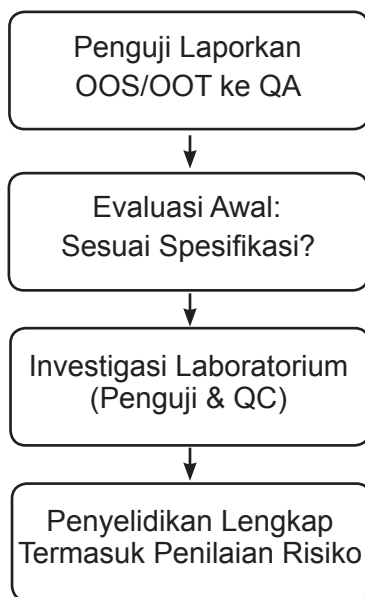 Penguji Laporkan
OOS/OOT ke QA
Evaluasi Awal:
Sesuai Spesifikasi?
Investigasi Laboratorium
(Penguji & QC)
Penyelidikan Lengkap
Termasuk Penilaian Risiko